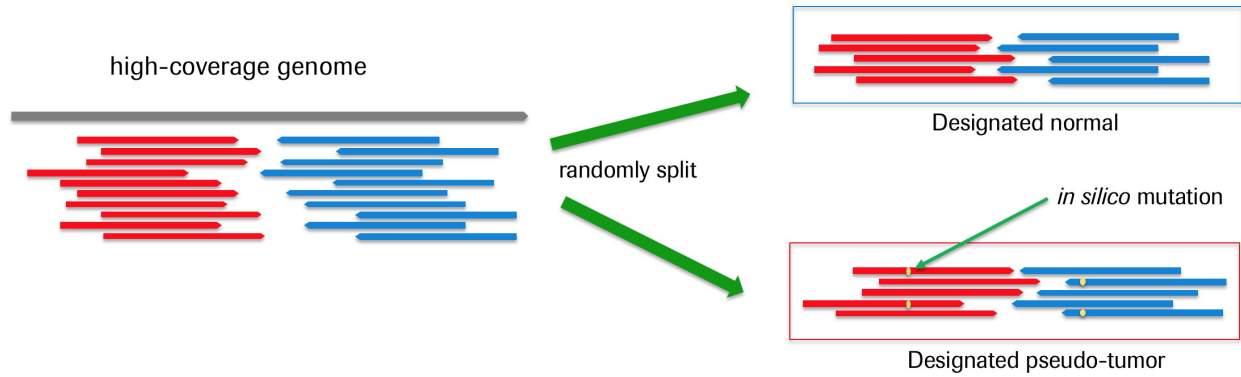 high-coverage genome
randomly split
Designated normal
in silico mutation
Designated pseudo-tumor